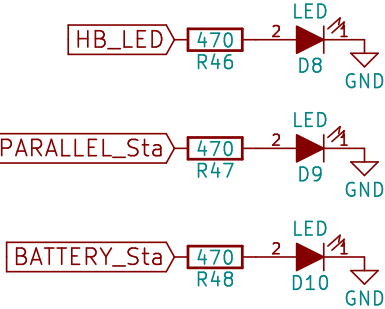 LED
HB_LED 470 2 1
R46 D8
GND
LED
PARALLEL_Sta 470 2 1
R47 D9
GND
LED
BATTERY_Sta 470 2 1
R48 D10
GND